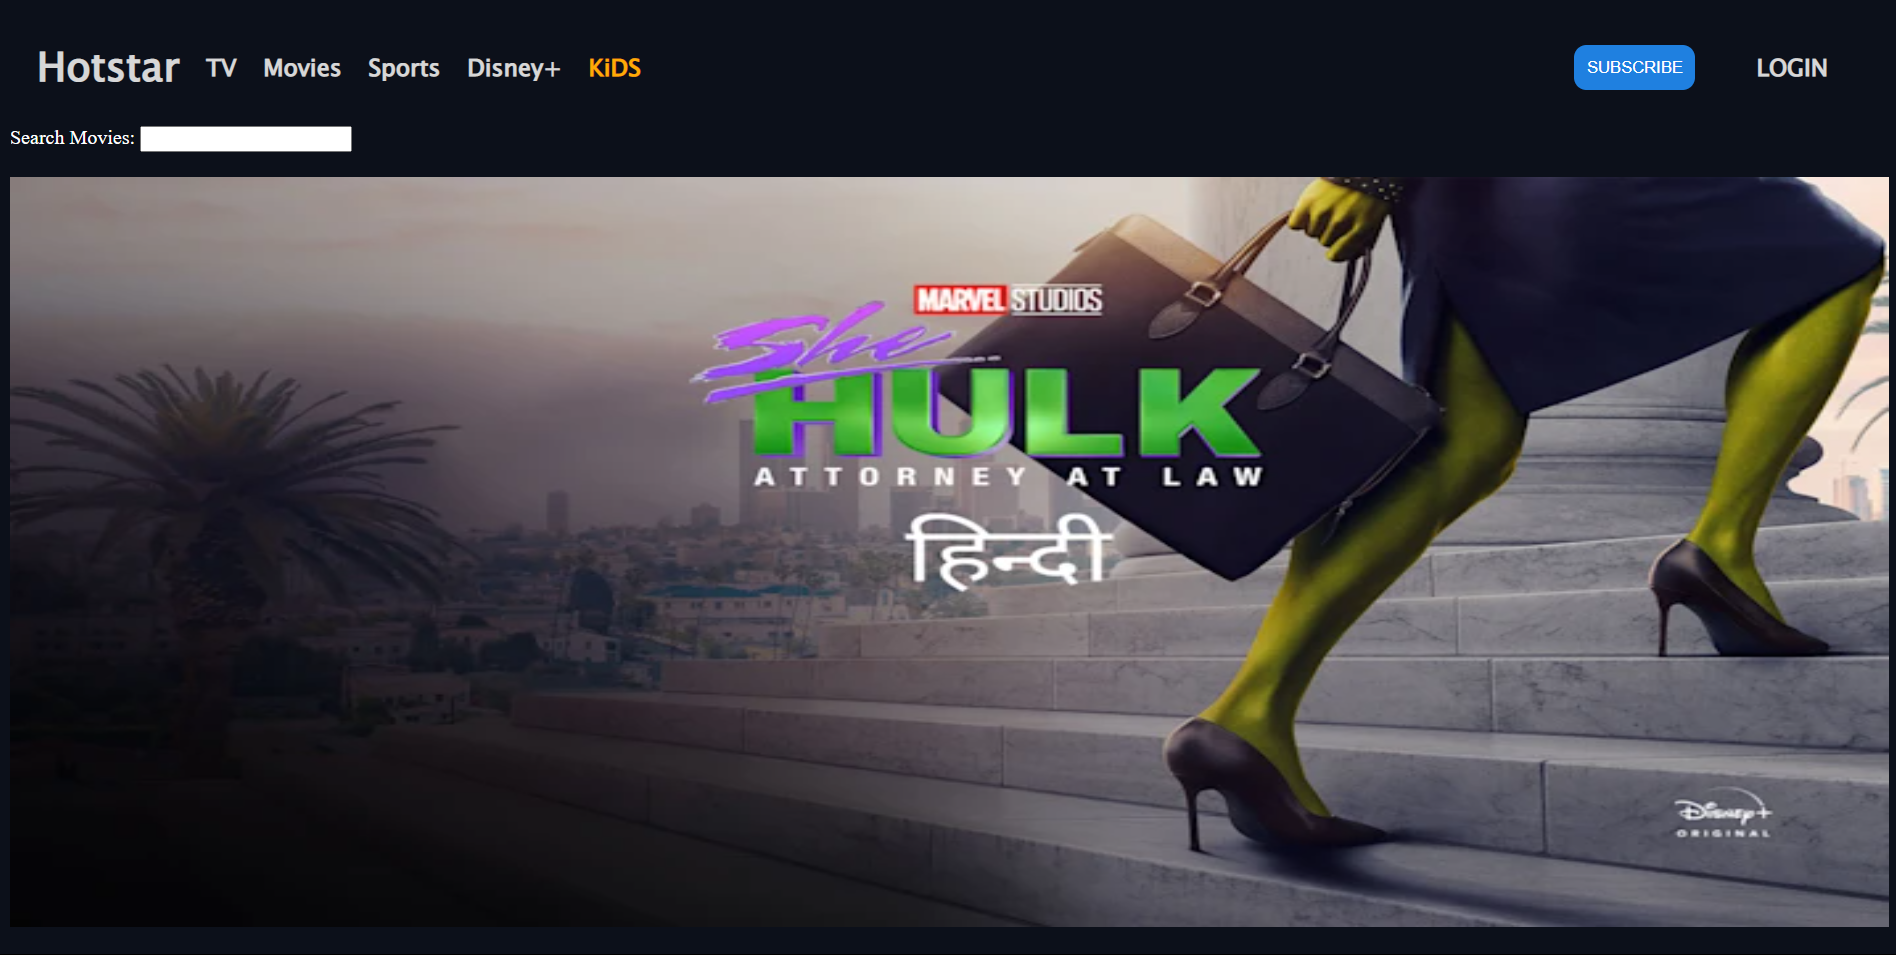 Hotstar TV Movies Sports Disney+ KiDS SUBSCRIBE LOGIN
Search Movies:
MARVEL STUDIOS
She
HULK
ATTORNEY AT LAW
हिन्दी
Disney+
ORIGINAL